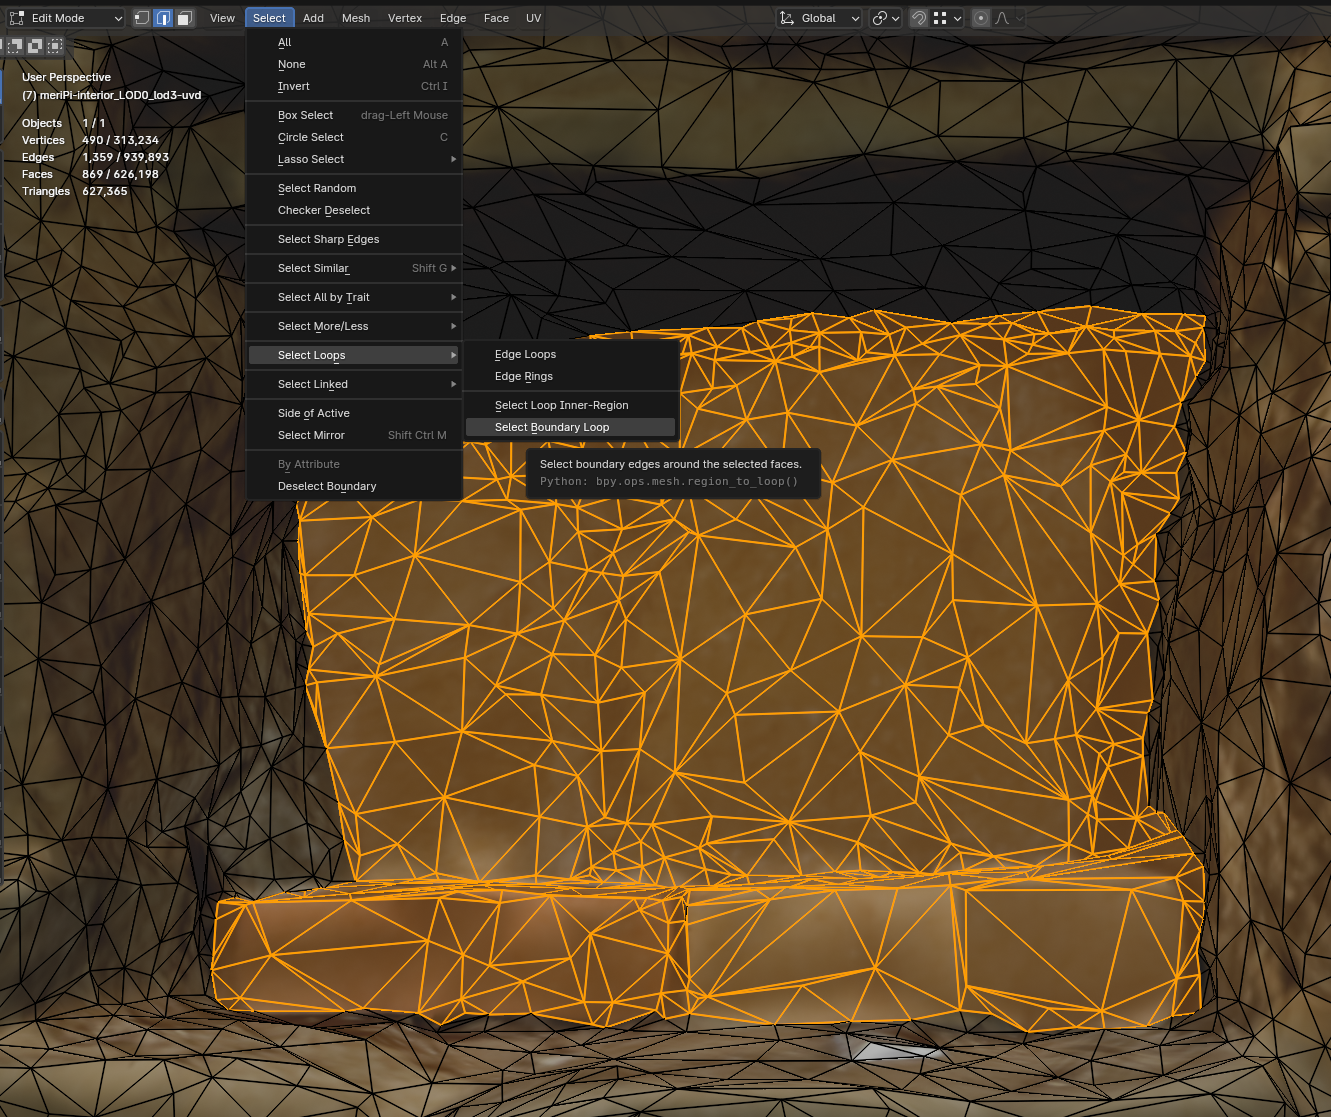 Edit Mode View Select Add Mesh Vertex Edge Face UV Global
User Perspective
(7) meriPi-interior_LOD0_lod3-uvd
Objects 1 / 1
Vertices 490 / 313,234
Edges 1,359 / 939,893
Faces 869 / 626,198
Triangles 627,365
All A
None Alt A
Invert Ctrl I
Box Select drag-Left Mouse
Circle Select C
Lasso Select
Select Random
Checker Deselect
Select Sharp Edges
Select Similar Shift G
Select All by Trait
Select More/Less
Select Loops
Select Linked
Side of Active
Select Mirror Shift Ctrl M
By Attribute
Deselect Boundary
Edge Loops
Edge Rings
Select Loop Inner-Region
Select Boundary Loop
Select boundary edges around the selected faces.
Python: bpy.ops.mesh.region_to_loop()